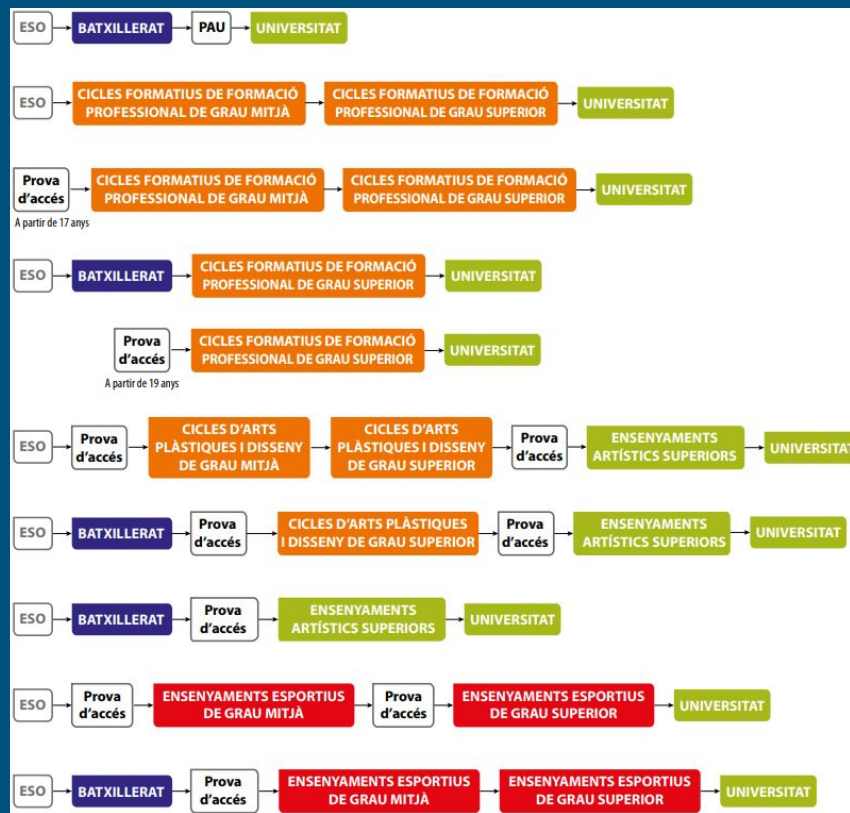 ESO BATXILLERAT PAU UNIVERSITAT
ESO CICLES FORMATIUS DE FORMACIÓ
PROFESSIONAL DE GRAU MITJÀ CICLES FORMATIUS DE FORMACIÓ
PROFESSIONAL DE GRAU SUPERIOR UNIVERSITAT
Prova
d'accés
A partir de 17 anys
CICLES FORMATIUS DE FORMACIÓ
PROFESSIONAL DE GRAU MITJÀ
CICLES FORMATIUS DE FORMACIÓ
PROFESSIONAL DE GRAU SUPERIOR
UNIVERSITAT
ESO BATXILLERAT
CICLES FORMATIUS DE FORMACIÓ
PROFESSIONAL DE GRAU SUPERIOR
UNIVERSITAT
Prova
d'accés
A partir de 19 anys
CICLES FORMATIUS DE FORMACIÓ
PROFESSIONAL DE GRAU SUPERIOR
UNIVERSITAT
ESO
Prova
d'accés
CICLES D'ARTS
PLÀSTIQUES I DISSENY
DE GRAU MITJÀ
CICLES D'ARTS
PLÀSTIQUES I DISSENY
DE GRAU SUPERIOR
Prova
d'accés
ENSENYAMENTS
ARTÍSTICS SUPERIORS
UNIVERSITAT
ESO BATXILLERAT
Prova
d'accés
CICLES D'ARTS PLÀSTIQUES
I DISSENY DE GRAU SUPERIOR
Prova
d'accés
ENSENYAMENTS
ARTÍSTICS SUPERIORS
UNIVERSITAT
ESO BATXILLERAT
Prova
d'accés
ENSENYAMENTS
ARTÍSTICS SUPERIORS
UNIVERSITAT
ESO
Prova
d'accés
ENSENYAMENTS ESPORTIUS
DE GRAU MITJÀ
Prova
d'accés
ENSENYAMENTS ESPORTIUS
DE GRAU SUPERIOR
UNIVERSITAT
ESO BATXILLERAT
Prova
d'accés
ENSENYAMENTS ESPORTIUS
DE GRAU MITJÀ
ENSENYAMENTS ESPORTIUS
DE GRAU SUPERIOR
UNIVERSITAT